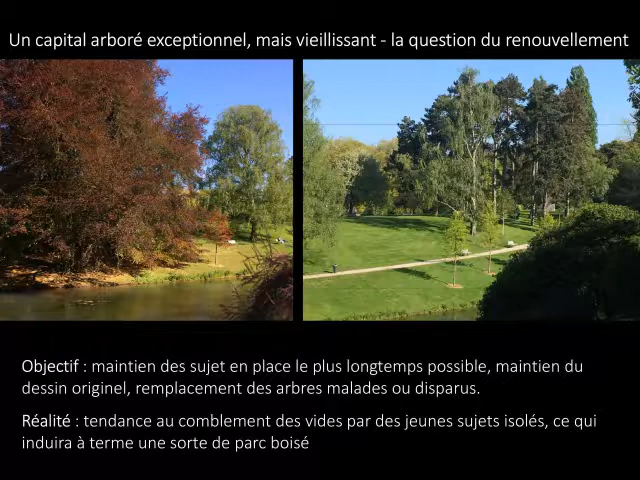 Un capital arboré exceptionnel, mais vieillissant - la question du renouvellement
Objectif : maintien des sujet en place le plus longtemps possible, maintien du
dessin originel, remplacement des arbres malades ou disparus.
Réalité : tendance au comblement des vides par des jeunes sujets isolés, ce qui
induira à terme une sorte de parc boisé